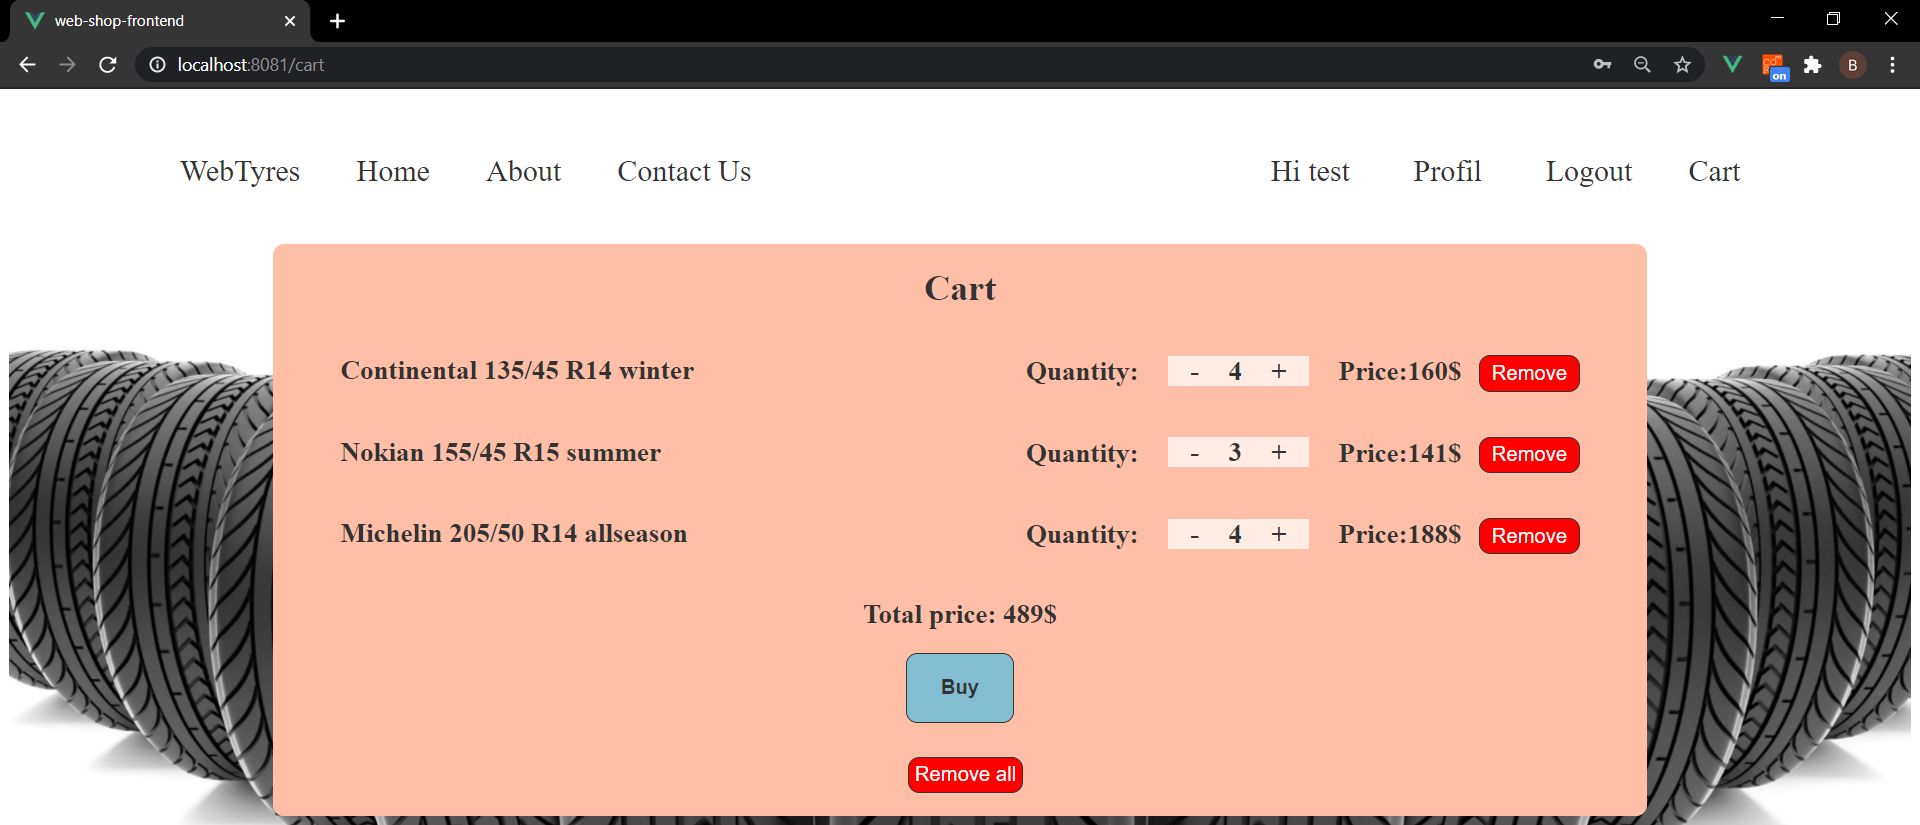 web-shop-frontend
localhost:8081/cart
on
B
WebTyres Home About Contact Us Hi test Profil Logout Cart
Cart
Continental 135/45 R14 winter Quantity: - 4 + Price:160$ Remove
Nokian 155/45 R15 summer Quantity: - 3 + Price:141$ Remove
Michelin 205/50 R14 allseason Quantity: - 4 + Price:188$ Remove
Total price: 489$
Buy
Remove all